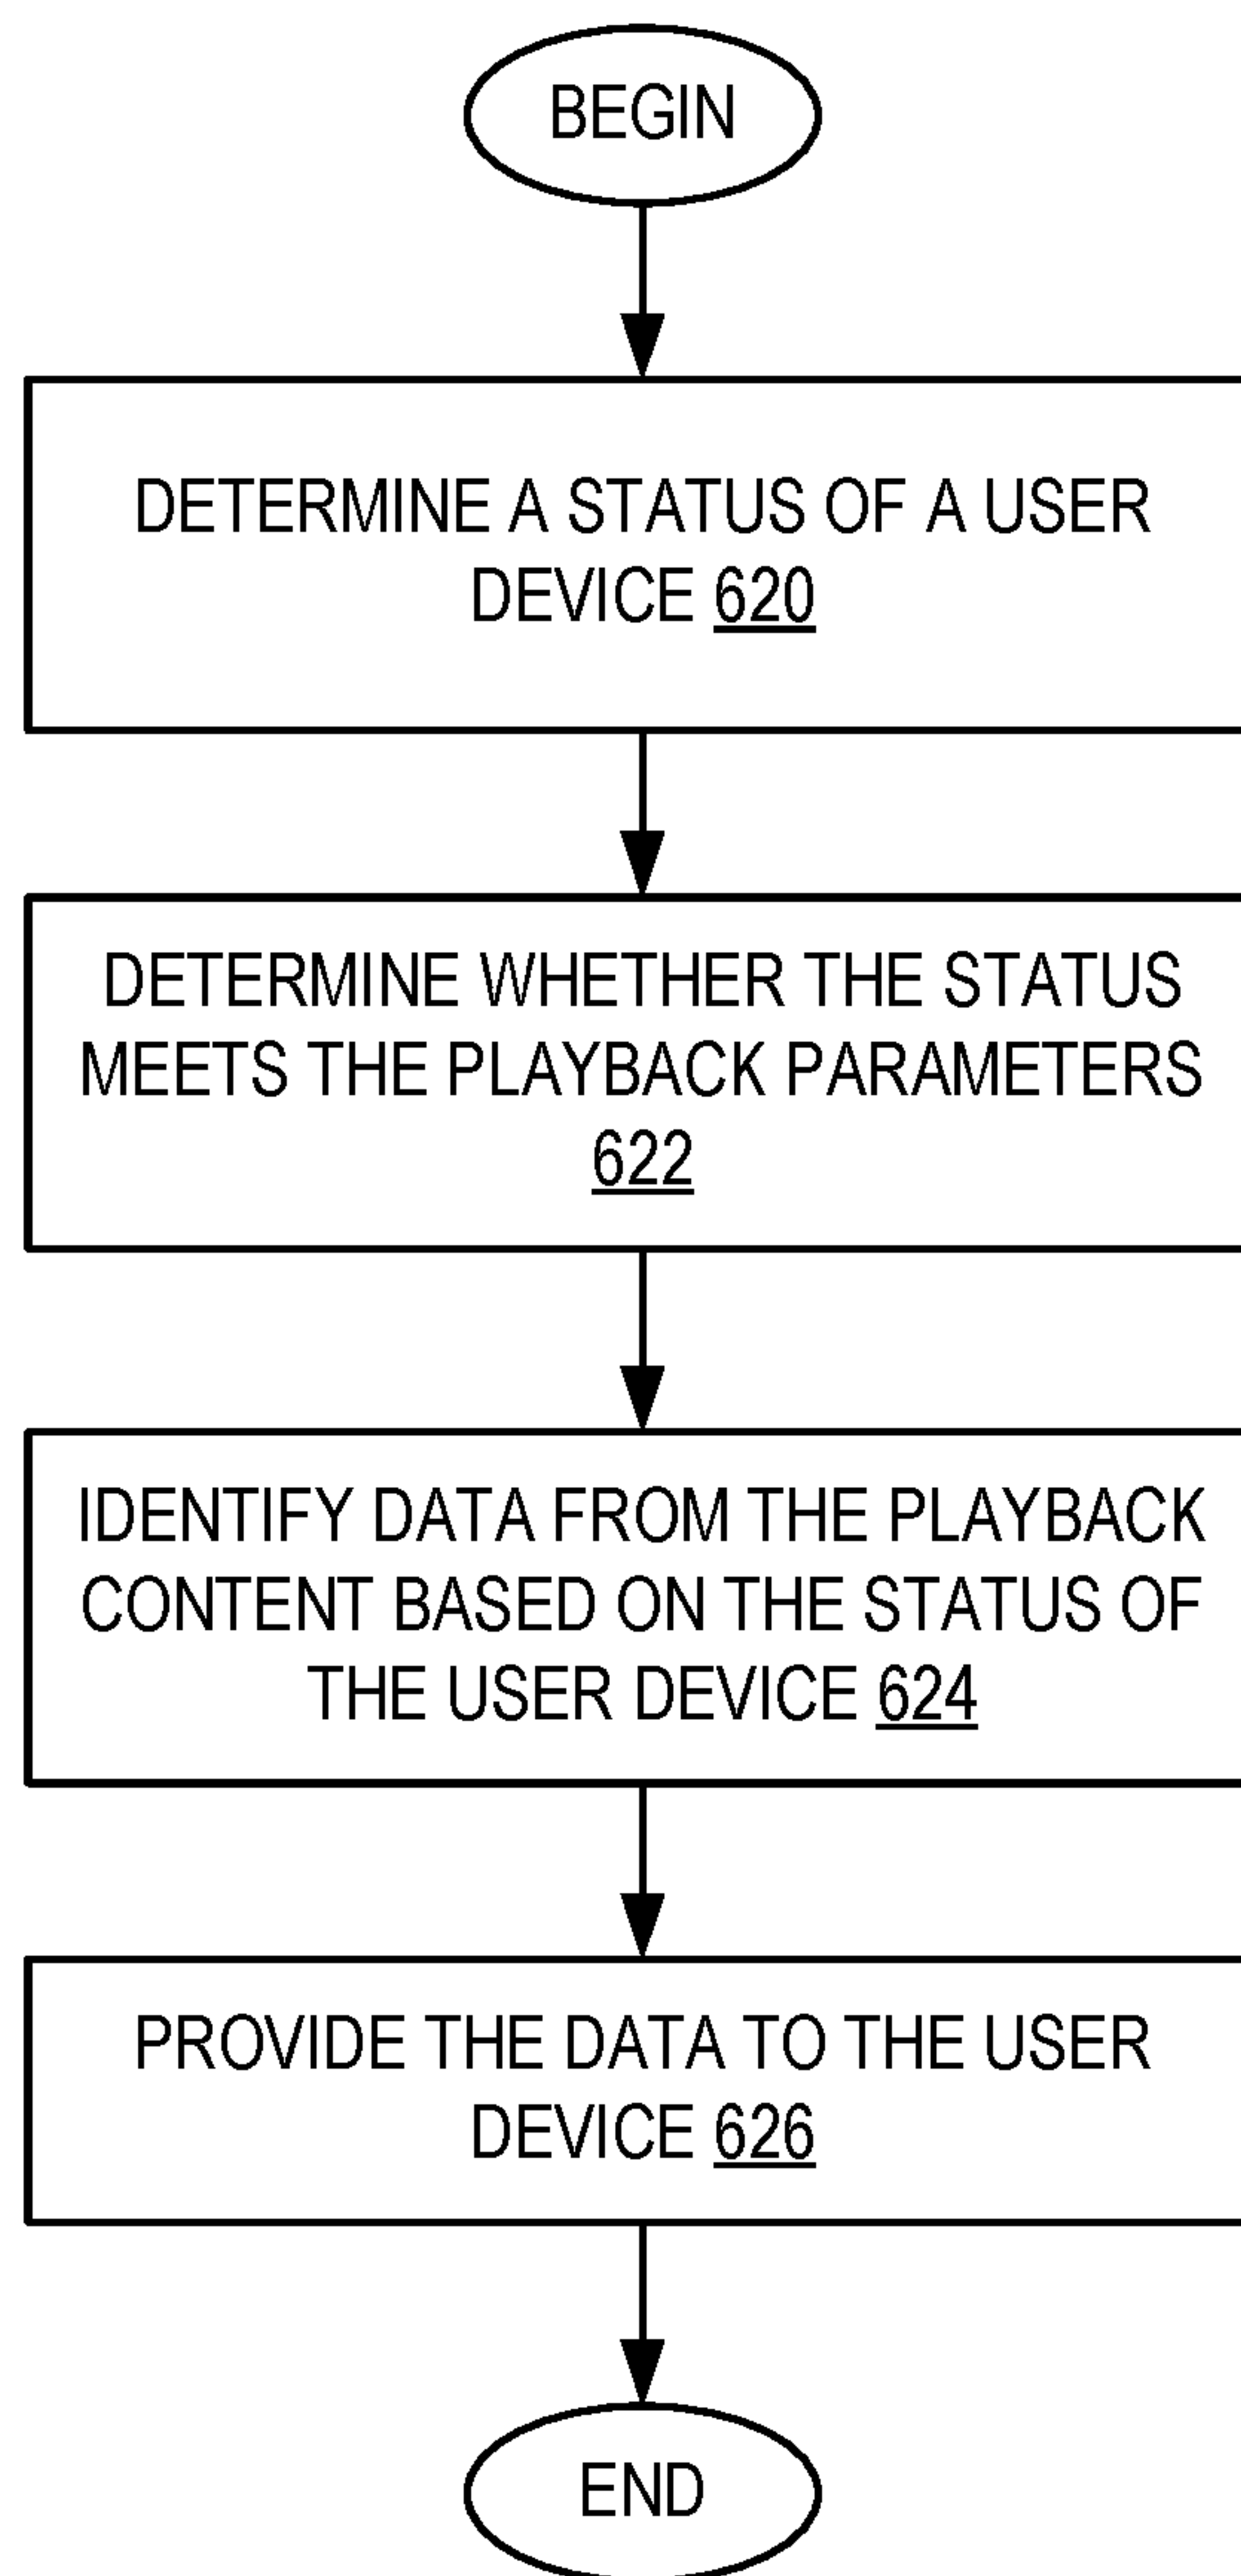 BEGIN
DETERMINE A STATUS OF A USER
DEVICE 620
DETERMINE WHETHER THE STATUS
MEETS THE PLAYBACK PARAMETERS
622
IDENTIFY DATA FROM THE PLAYBACK
CONTENT BASED ON THE STATUS OF
THE USER DEVICE 624
PROVIDE THE DATA TO THE USER
DEVICE 626
END